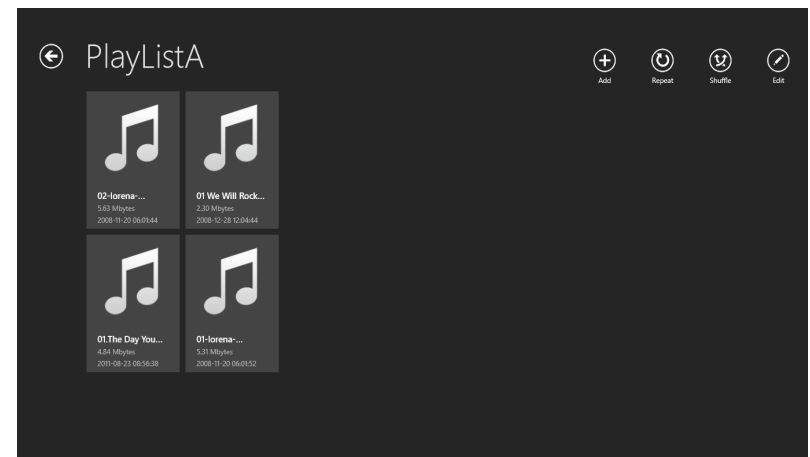 PlayListA
Add
Repeat
Shuffle
Edit
02-lorena-...
5.63 Mbytes
2008-11-20 06:01:44
01 We Will Rock...
2.30 Mbytes
2008-12-28 12:04:44
01.The Day You...
4.84 Mbytes
2011-08-23 08:56:38
01-lorena-...
5.31 Mbytes
2008-11-20 06:01:52